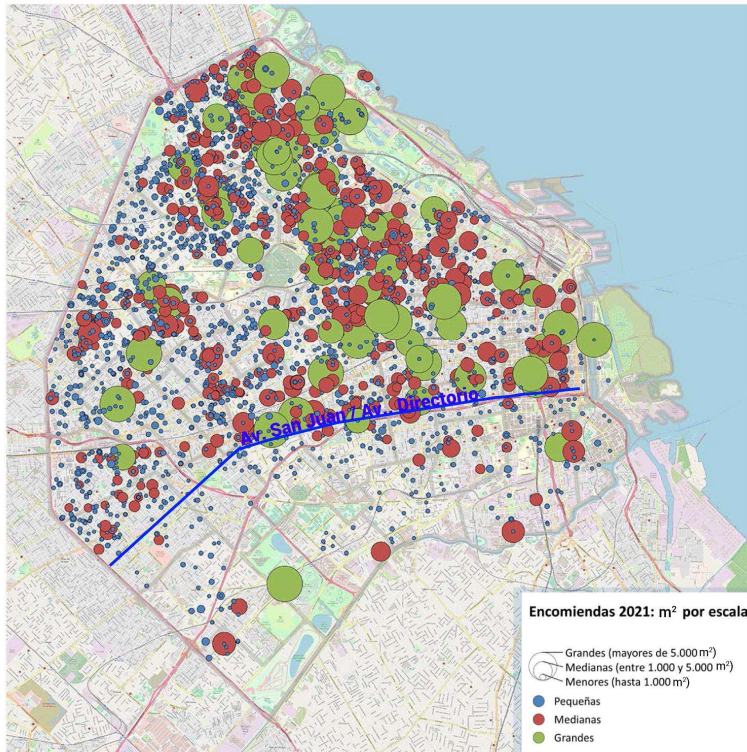 Av. San Juan / Av.. Directorio
Encomiendas 2021: m² por escala
Grandes (mayores de 5.000 m²)
Medianas (entre 1.000 y 5.000 m²)
Menores (hasta 1.000 m²)
Pequeñas
Medianas
Grandes